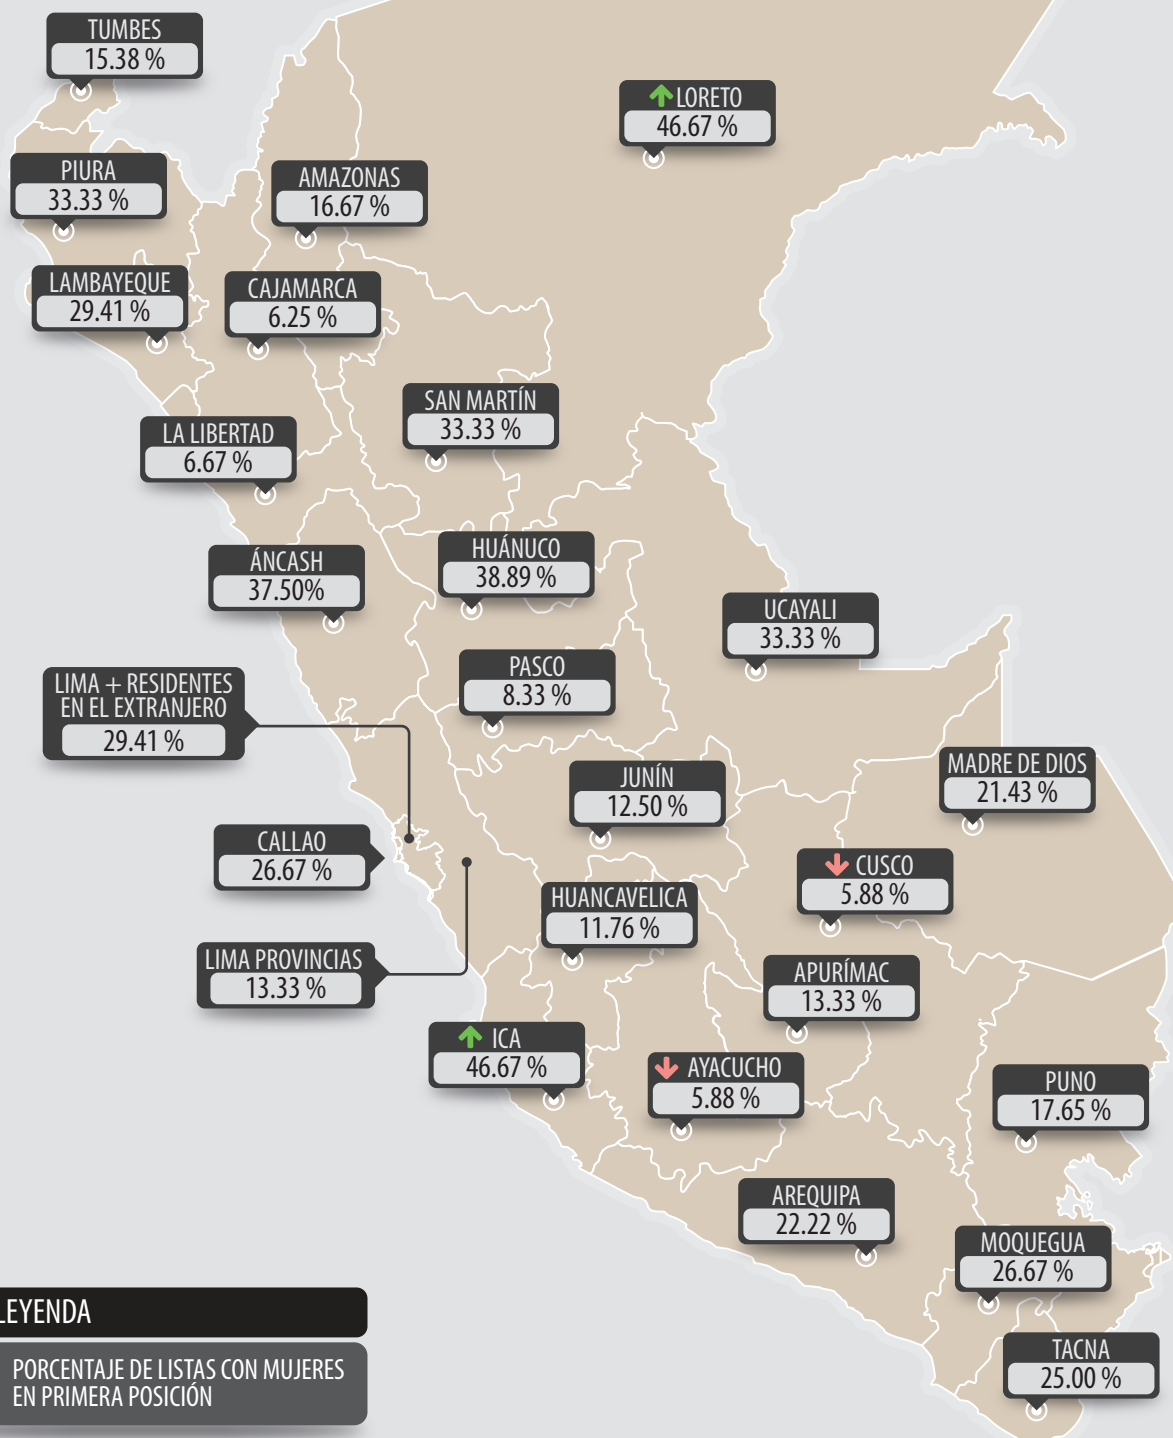 TUMBES
15.38 %
LORETO
46.67 %
PIURA
33.33 %
AMAZONAS
16.67 %
LAMBAYEQUE
29.41 %
CAJAMARCA
6.25 %
SAN MARTÍN
33.33 %
LA LIBERTAD
6.67 %
HUÁNUCO
38.89 %
ÁNCASH
37.50%
UCAYALI
33.33 %
PASCO
8.33 %
LIMA + RESIDENTES
EN EL EXTRANJERO
29.41 %
MADRE DE DIOS
21.43 %
JUNÍN
12.50 %
CALLAO
26.67 %
CUSCO
5.88 %
HUANCAVELICA
11.76 %
LIMA PROVINCIAS
13.33 %
APURÍMAC
13.33 %
ICA
46.67 %
AYACUCHO
5.88 %
PUNO
17.65 %
AREQUIPA
22.22 %
MOQUEGUA
26.67 %
LEYENDA
PORCENTAJE DE LISTAS CON MUJERES
EN PRIMERA POSICIÓN
TACNA
25.00 %